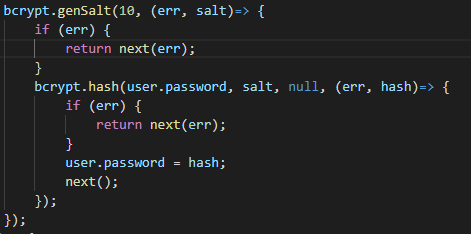 bcrypt.genSalt(10, (err, salt)=> {
    if (err) {
        return next(err);
    }
    bcrypt.hash(user.password, salt, null, (err, hash)=> {
        if (err) {
            return next(err);
        }
        user.password = hash;
        next();
    });
});